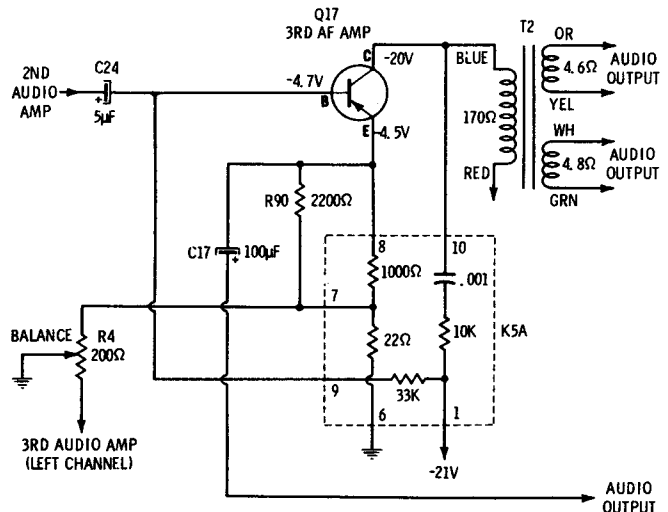 Q17
3RD AF AMP
2ND
AUDIO
AMP
C24
+
5μF
-4.7V
B
C
-20V
E
-4.5V
BLUE
T2
OR
4.6Ω
YEL
AUDIO
OUTPUT
170Ω
RED
WH
4.8Ω
GRN
AUDIO
OUTPUT
R90
2200Ω
C17
+
100μF
8
10
1000Ω
.001
7
22Ω
10K
K5A
BALANCE
R4
200Ω
9
33K
6
1
-21V
3RD AUDIO AMP
(LEFT CHANNEL)
AUDIO
OUTPUT